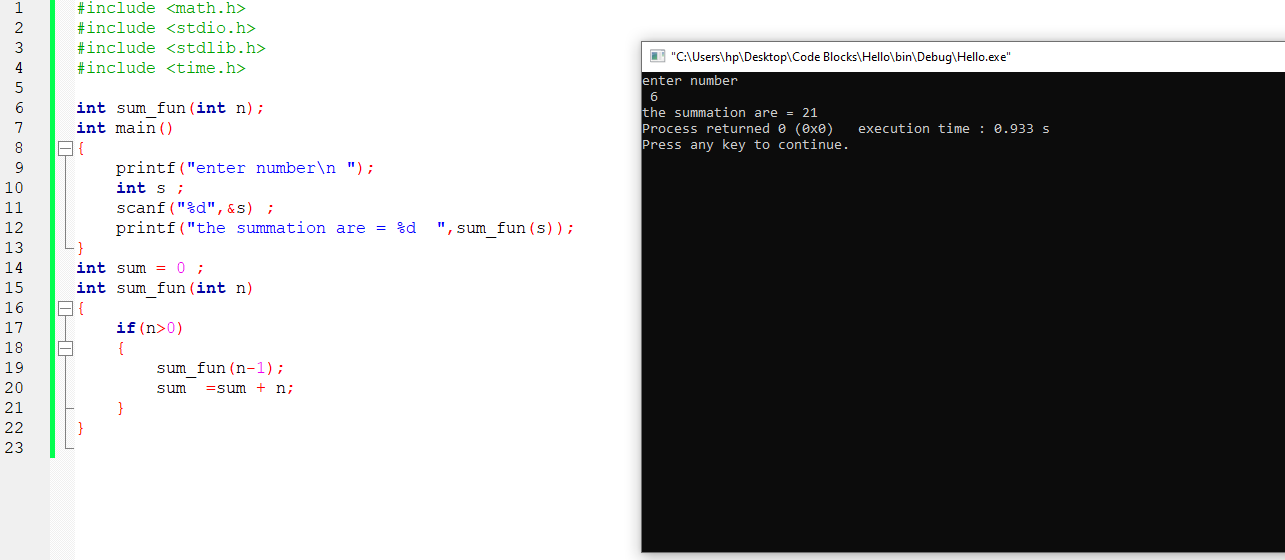 1 #include <math.h>
2 #include <stdio.h>
3 #include <stdlib.h>
4 #include <time.h>
5
6 int sum_fun(int n);
7 int main()
8 {
9     printf("enter number\n ");
10     int s ;
11     scanf("%d",&s) ;
12     printf("the summation are = %d  ",sum_fun(s));
13 }
14 int sum = 0 ;
15 int sum_fun(int n)
16 {
17     if(n>0)
18     {
19         sum_fun(n-1);
20         sum  =sum + n;
21     }
22 }
23
"C:\Users\hp\Desktop\Code Blocks\Hello\bin\Debug\Hello.exe"
enter number
 6
the summation are = 21
Process returned 0 (0x0)   execution time : 0.933 s
Press any key to continue.